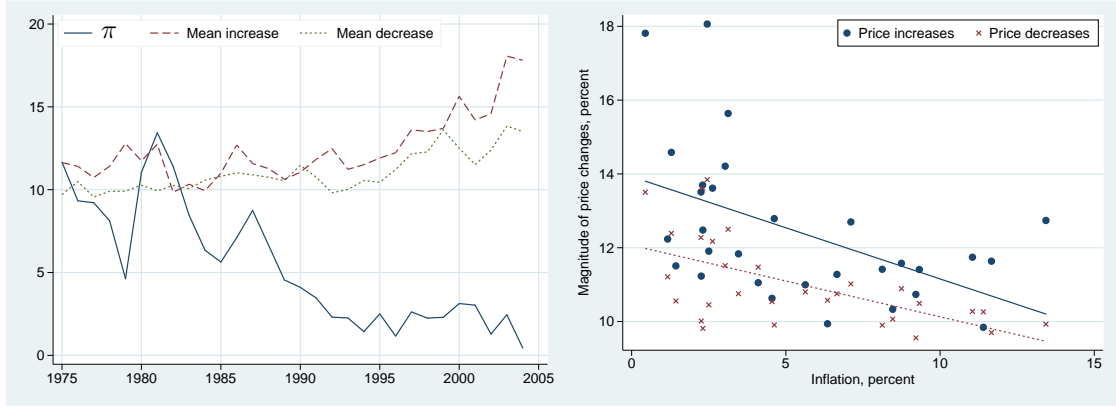 π Mean increase Mean decrease
20
15
10
5
0
1975 1980 1985 1990 1995 2000 2005
Price increases Price decreases
Magnitude of price changes, percent
18
16
14
12
10
0 5 10 15
Inflation, percent